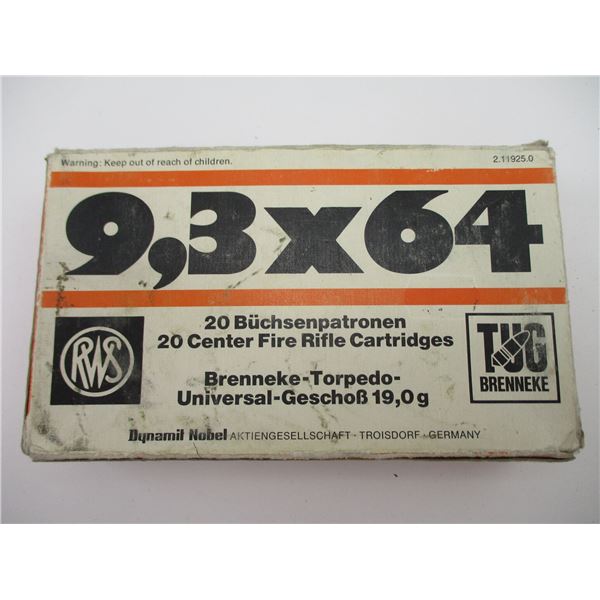 Warning: Keep out of reach of children.
2.11925.0
9,3x64
20 Büchsenpatronen
20 Center Fire Rifle Cartridges
RWS
TUG
BRENNEKE
Brenneke-Torpedo-
Universal-Geschoß 19,0 g
Dynamit Nobel AKTIENGESELLSCHAFT · TROISDORF · GERMANY